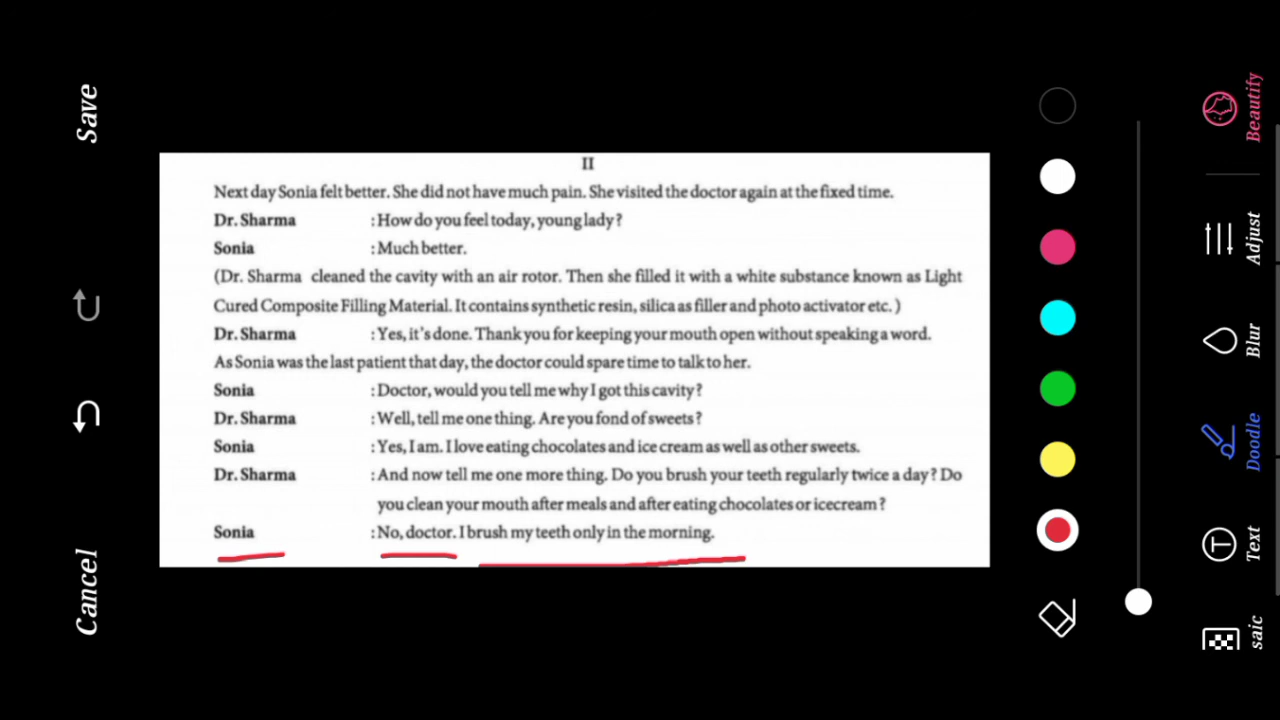 II
Next day Sonia felt better. She did not have much pain. She visited the doctor again at the fixed time.
Dr. Sharma : How do you feel today, young lady?
Sonia : Much better.
(Dr. Sharma cleaned the cavity with an air rotor. Then she filled it with a white substance known as Light
Cured Composite Filling Material. It contains synthetic resin, silica as filler and photo activator etc. )
Dr. Sharma : Yes, it's done. Thank you for keeping your mouth open without speaking a word.
As Sonia was the last patient that day, the doctor could spare time to talk to her.
Sonia : Doctor, would you tell me why I got this cavity?
Dr. Sharma : Well, tell me one thing. Are you fond of sweets?
Sonia : Yes, I am. I love eating chocolates and ice cream as well as other sweets.
Dr. Sharma : And now tell me one more thing. Do you brush your teeth regularly twice a day? Do
you clean your mouth after meals and after eating chocolates or icecream?
Sonia : No, doctor. I brush my teeth only in the morning.
Save
Cancel
Beautify
Adjust
Blur
Doodle
Text
saic